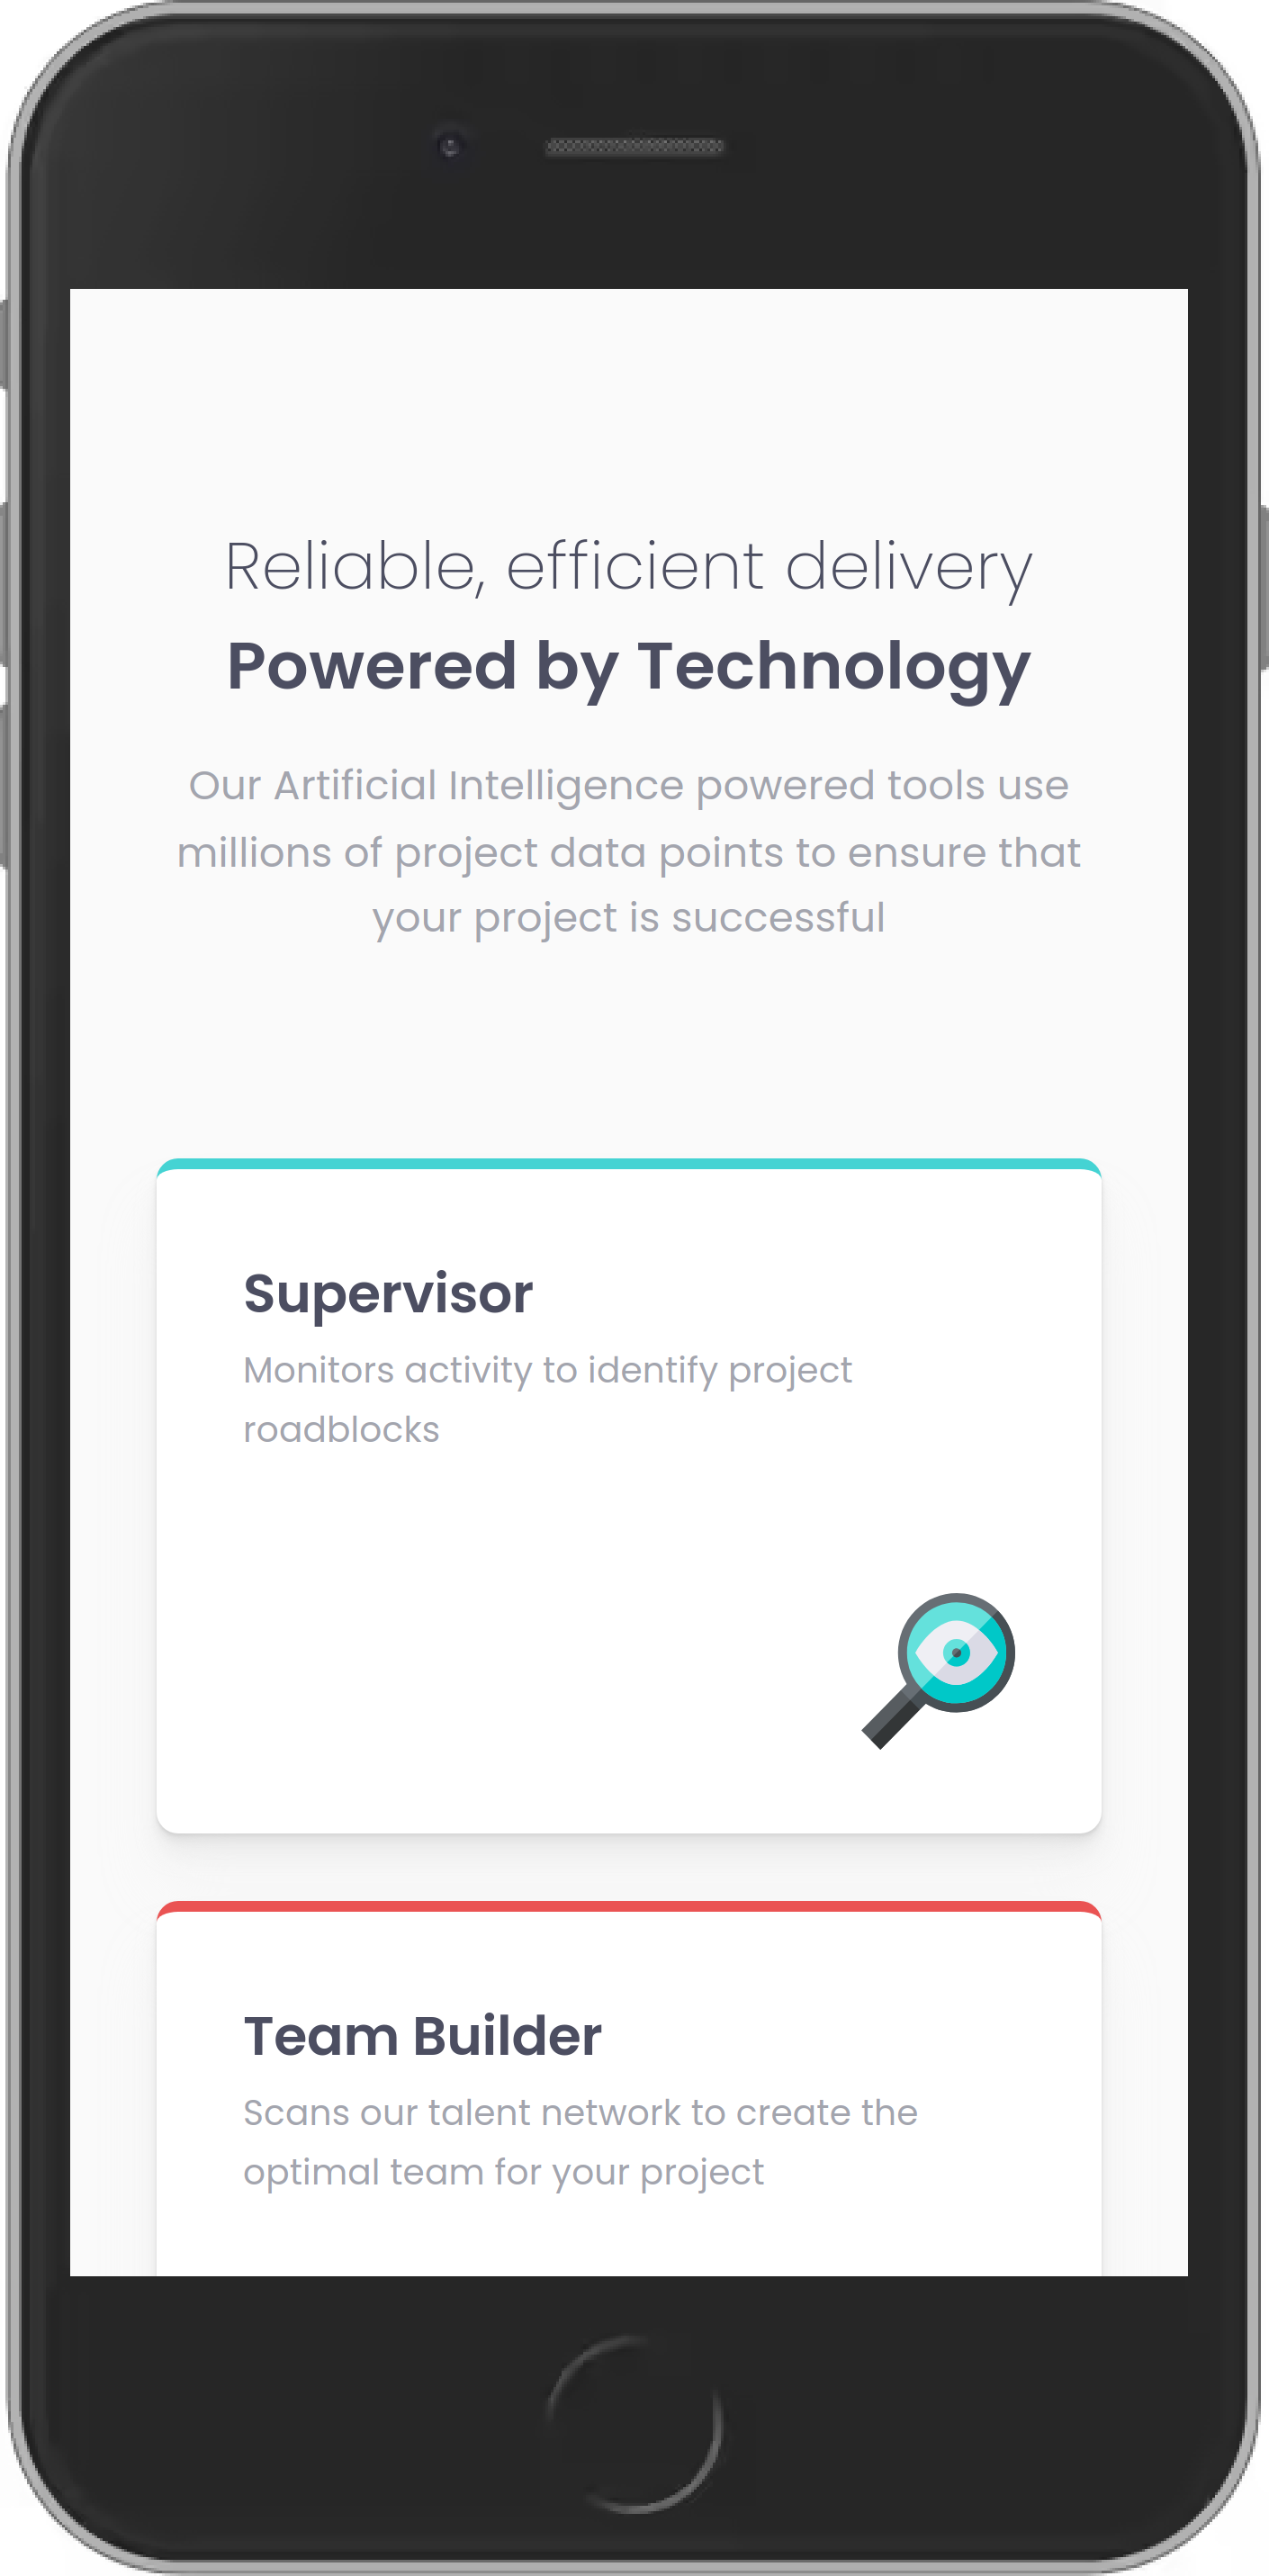 Reliable, efficient delivery
Powered by Technology
Our Artificial Intelligence powered tools use
millions of project data points to ensure that
your project is successful
Supervisor
Monitors activity to identify project
roadblocks
Team Builder
Scans our talent network to create the
optimal team for your project